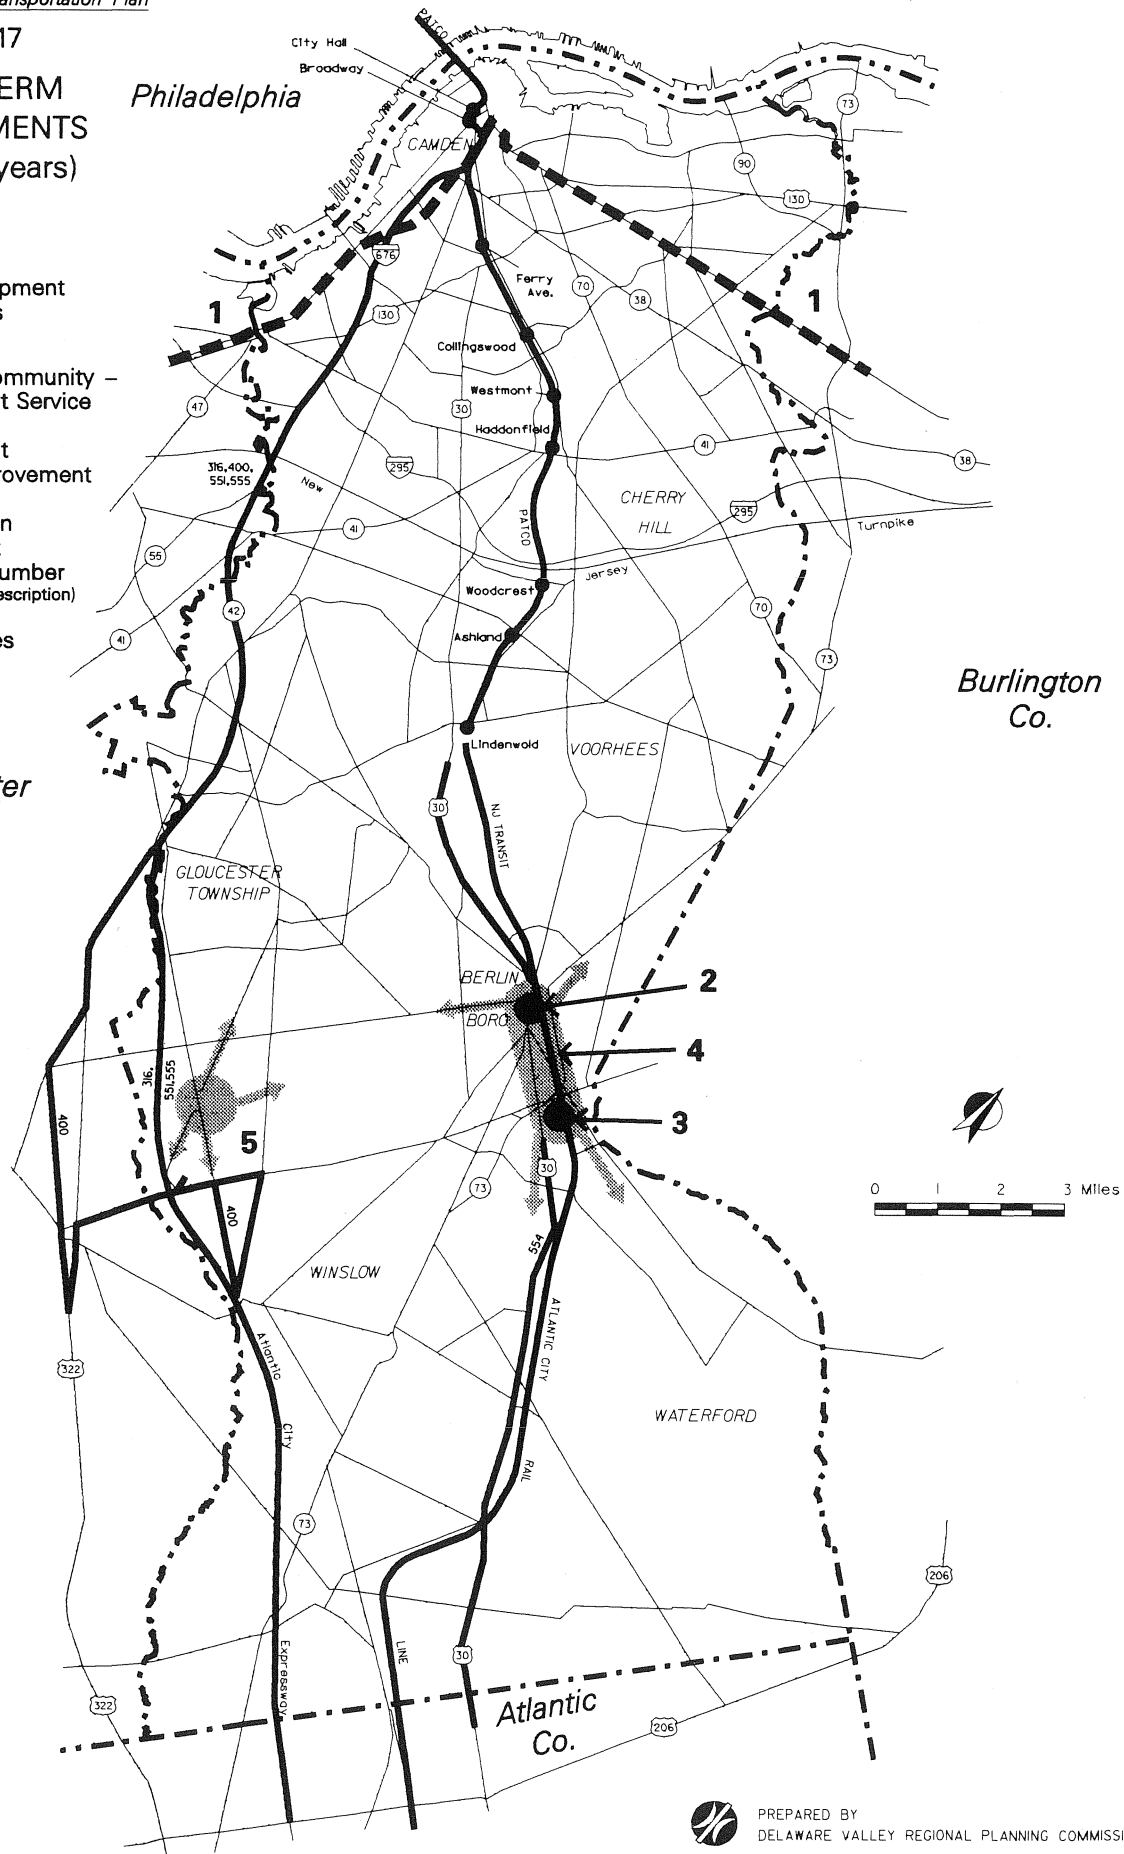 ansportation Plan
17
ERM
MENTS
years)
pment
s
ommunity –
t Service
t
rovement
n
t
umber
escription)
es
ter
Philadelphia
PATCO
City Hall
Broadway
CAMDEN
73
90
130
676
Ferry
Ave.
70
38
1
1
130
Collingswood
Westmont
30
47
Haddonfield
41
38
316,400,
551,555
New
295
CHERRY
HILL
295
Turnpike
PATCO
41
55
Jersey
Woodcrest
42
70
41
Ashland
73
Burlington
Co.
Lindenwold
VOORHEES
30
NJ TRANSIT
GLOUCESTER
TOWNSHIP
BERLIN
BORO
2
4
3
316,
551,555
400
5
30
73
400
554
0 1 2 3 Miles
WINSLOW
ATLANTIC CITY
RAIL
LINE
Atlantic
City
Expressway
322
WATERFORD
73
206
30
322
Atlantic
Co.
206
PREPARED BY
DELAWARE VALLEY REGIONAL PLANNING COMMISSI